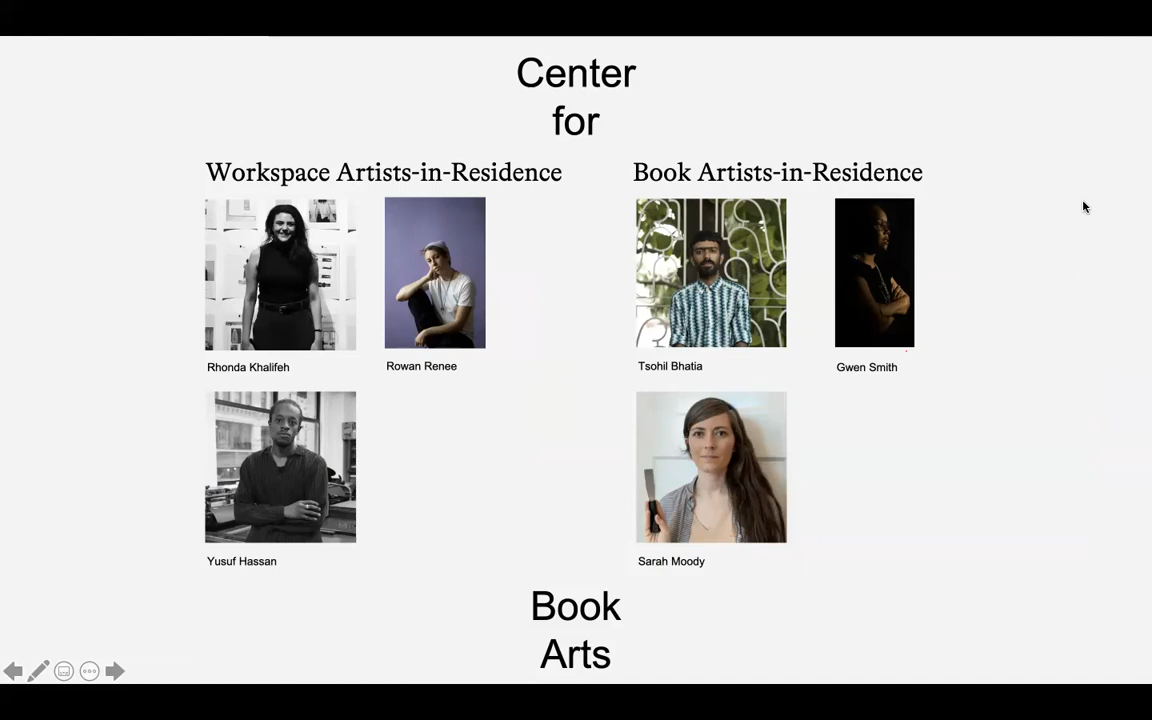 Center
for
Workspace Artists-in-Residence
Book Artists-in-Residence
Rhonda Khalifeh
Rowan Renee
Tsohil Bhatia
Gwen Smith
Yusuf Hassan
Sarah Moody
Book
Arts